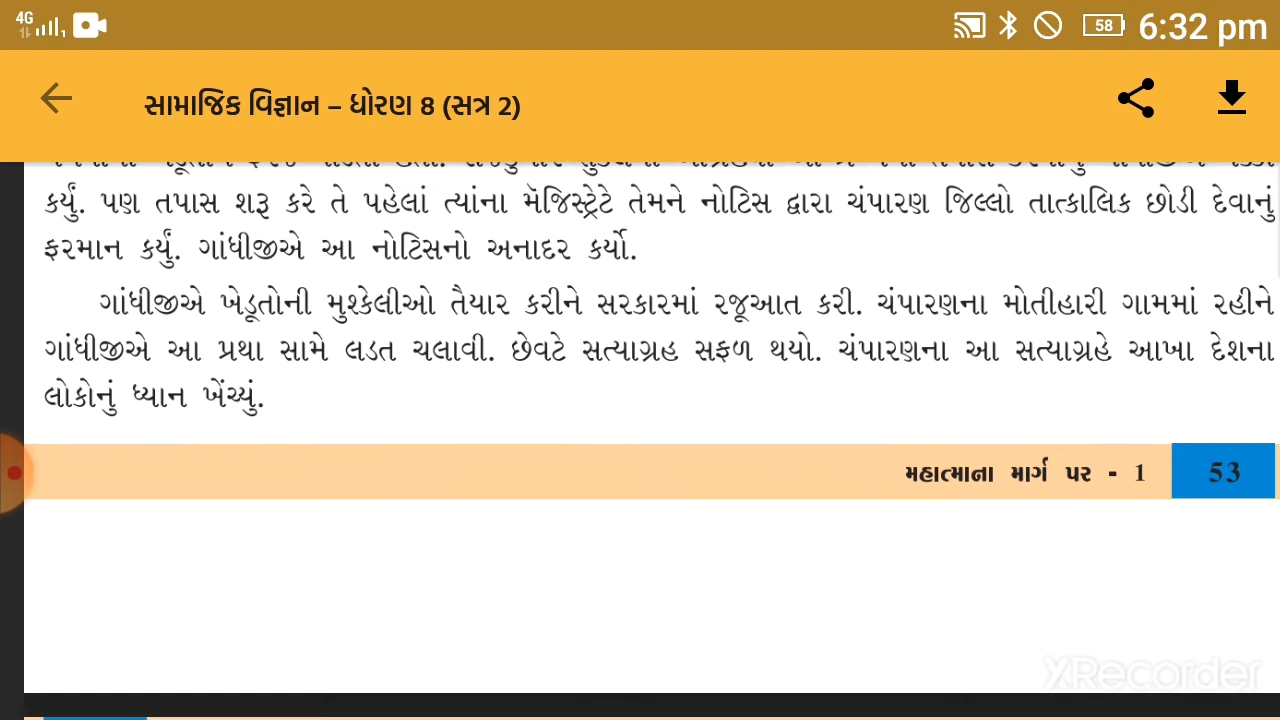 4G
58 6:32 pm
સામાજિક વિજ્ઞાન – ધોરણ 8 (સત્ર 2)
કર્યું. પણ તપાસ શરૂ કરે તે પહેલાં ત્યાંના મૅજિસ્ટ્રેટે તેમને નોટિસ દ્વારા ચંપારણ જિલ્લો તાત્કાલિક છોડી દેવાનું
ફરમાન કર્યું. ગાંધીજીએ આ નોટિસનો અનાદર કર્યો.
ગાંધીજીએ ખેડૂતોની મુશ્કેલીઓ તૈયાર કરીને સરકારમાં રજૂઆત કરી. ચંપારણના મોતીહારી ગામમાં રહીને
ગાંધીજીએ આ પ્રથા સામે લડત ચલાવી. છેવટે સત્યાગ્રહ સફળ થયો. ચંપારણના આ સત્યાગ્રહે આખા દેશના
લોકોનું ધ્યાન ખેંચ્યું.
મહાત્માના માર્ગ પર - 1 53
XRecorder